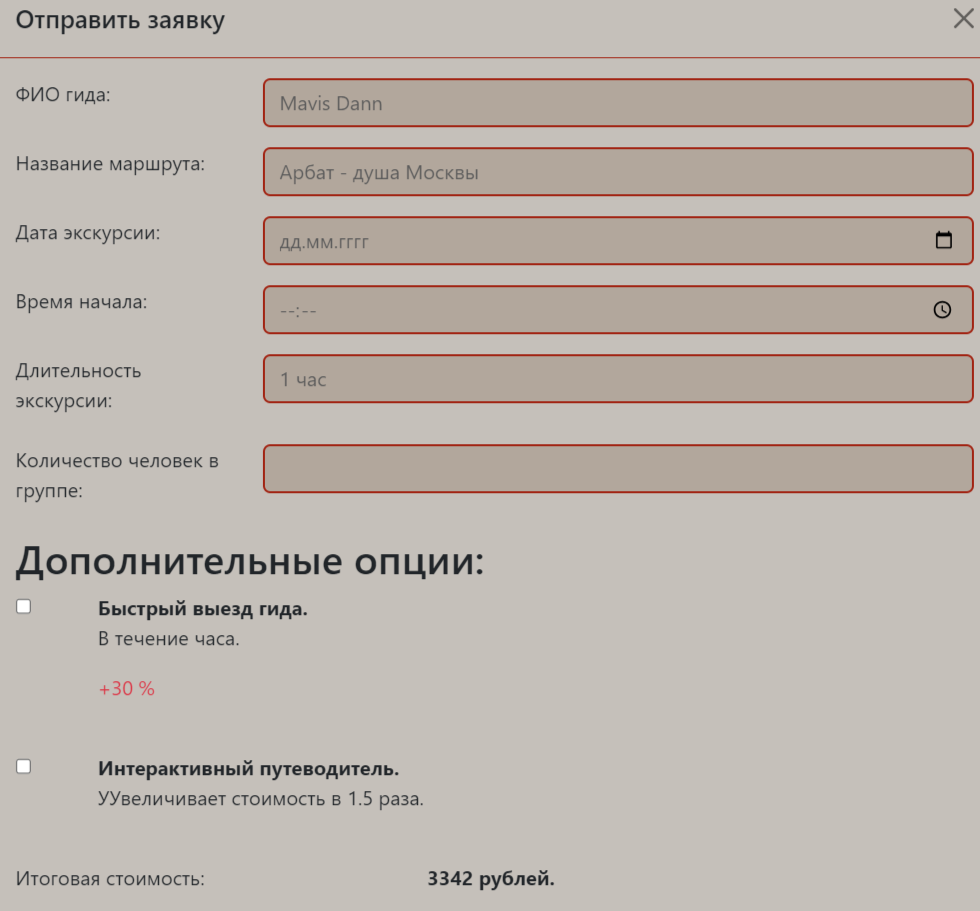 Отправить заявку
ФИО гида:
Mavis Dann
Название маршрута:
Арбат - душа Москвы
Дата экскурсии:
дд.мм.гггг
Время начала:
--:--
Длительность
экскурсии:
1 час
Количество человек в
группе:
Дополнительные опции:
Быстрый выезд гида.
В течение часа.
+30 %
Интерактивный путеводитель.
УУвеличивает стоимость в 1.5 раза.
Итоговая стоимость:
3342 рублей.